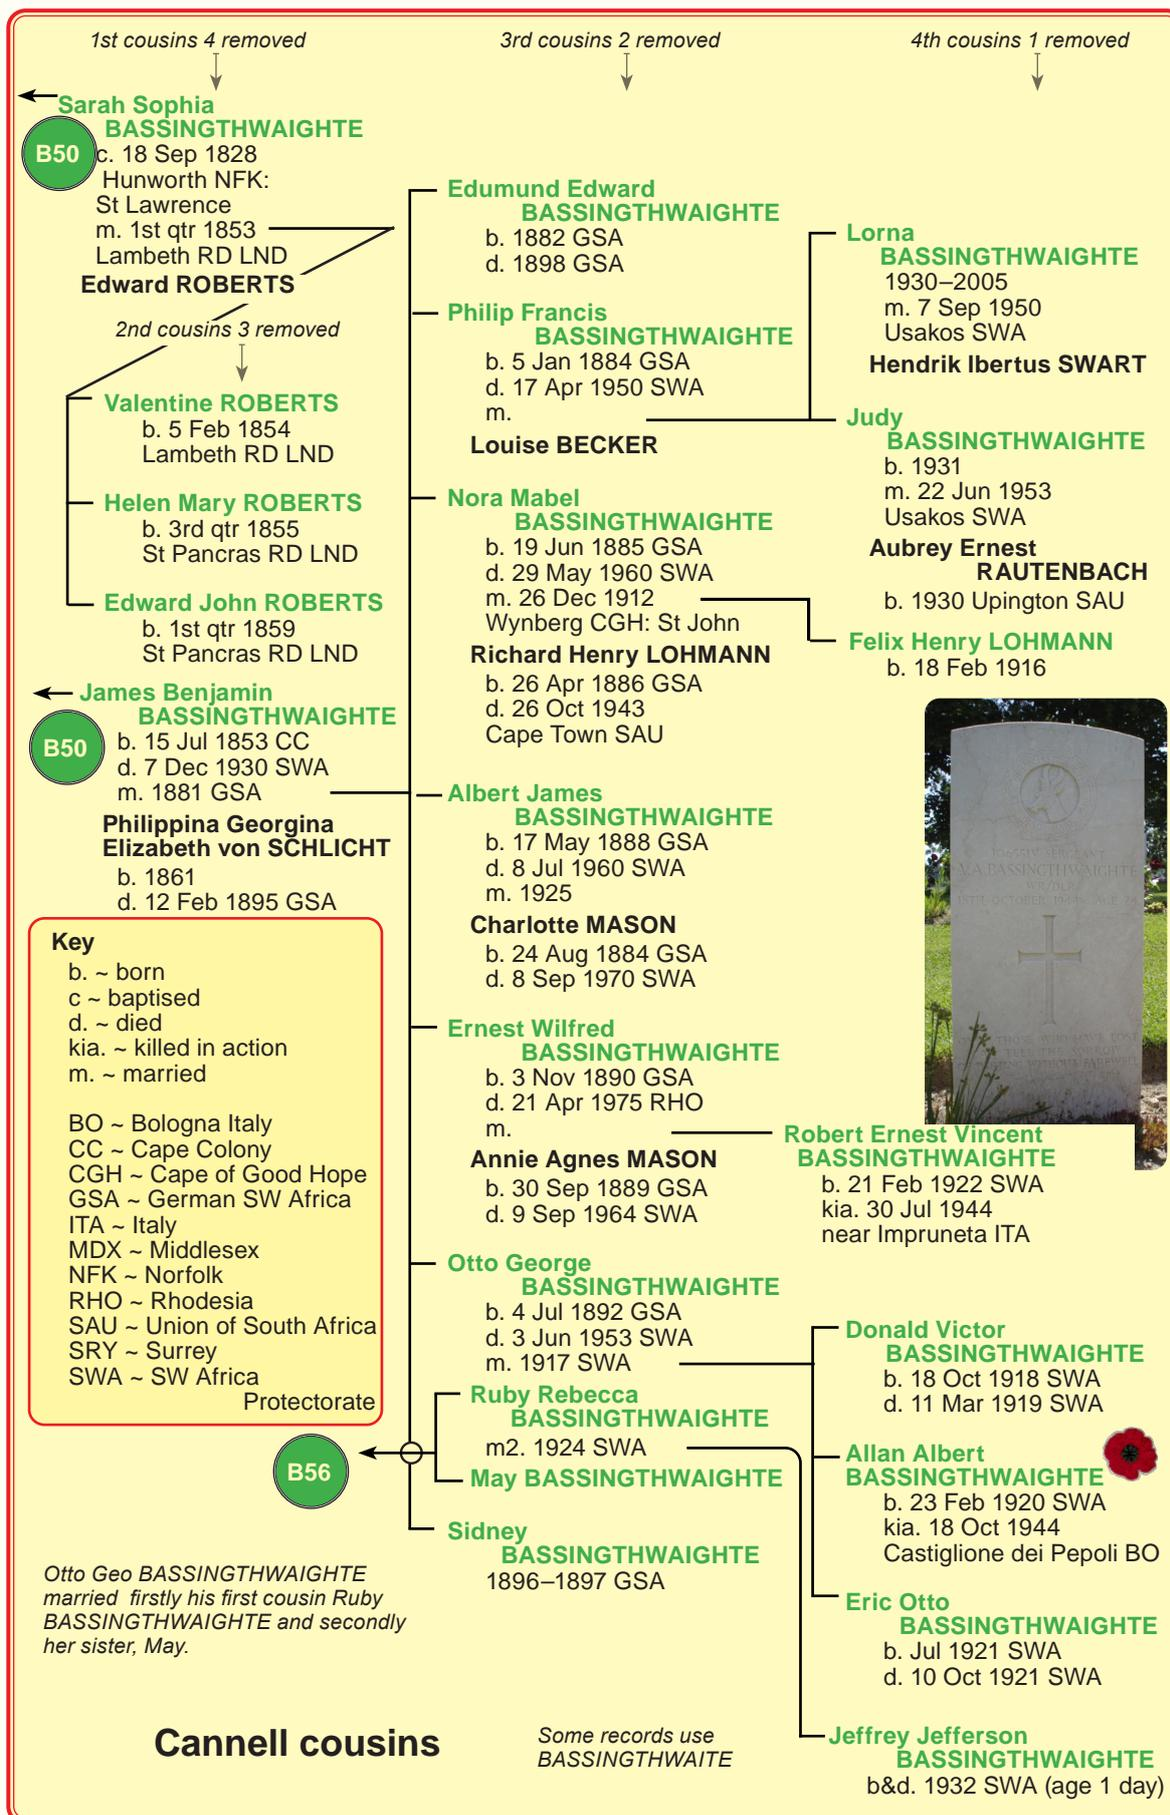 1st cousins 4 removed
3rd cousins 2 removed
4th cousins 1 removed
Sarah Sophia
BASSINGTHWAIGHTE
B50
c. 18 Sep 1828
Hunworth NFK:
St Lawrence
m. 1st qtr 1853
Lambeth RD LND
Edward ROBERTS
2nd cousins 3 removed
Valentine ROBERTS
b. 5 Feb 1854
Lambeth RD LND
Helen Mary ROBERTS
b. 3rd qtr 1855
St Pancras RD LND
Edward John ROBERTS
b. 1st qtr 1859
St Pancras RD LND
James Benjamin
BASSINGTHWAIGHTE
B50
b. 15 Jul 1853 CC
d. 7 Dec 1930 SWA
m. 1881 GSA
Philippina Georgina
Elizabeth von SCHLICHT
b. 1861
d. 12 Feb 1895 GSA
Key
b. ~ born
c ~ baptised
d. ~ died
kia. ~ killed in action
m. ~ married
BO ~ Bologna Italy
CC ~ Cape Colony
CGH ~ Cape of Good Hope
GSA ~ German SW Africa
ITA ~ Italy
MDX ~ Middlesex
NFK ~ Norfolk
RHO ~ Rhodesia
SAU ~ Union of South Africa
SRY ~ Surrey
SWA ~ SW Africa
Protectorate
B56
Otto Geo BASSINGTHWAIGHTE
married firstly his first cousin Ruby
BASSINGTHWAIGHTE and secondly
her sister, May.
Cannell cousins
Edumund Edward
BASSINGTHWAIGHTE
b. 1882 GSA
d. 1898 GSA
Philip Francis
BASSINGTHWAIGHTE
b. 5 Jan 1884 GSA
d. 17 Apr 1950 SWA
m.
Louise BECKER
Nora Mabel
BASSINGTHWAIGHTE
b. 19 Jun 1885 GSA
d. 29 May 1960 SWA
m. 26 Dec 1912
Wynberg CGH: St John
Richard Henry LOHMANN
b. 26 Apr 1886 GSA
d. 26 Oct 1943
Cape Town SAU
Albert James
BASSINGTHWAIGHTE
b. 17 May 1888 GSA
d. 8 Jul 1960 SWA
m. 1925
Charlotte MASON
b. 24 Aug 1884 GSA
d. 8 Sep 1970 SWA
Ernest Wilfred
BASSINGTHWAIGHTE
b. 3 Nov 1890 GSA
d. 21 Apr 1975 RHO
m.
Annie Agnes MASON
b. 30 Sep 1889 GSA
d. 9 Sep 1964 SWA
Otto George
BASSINGTHWAIGHTE
b. 4 Jul 1892 GSA
d. 3 Jun 1953 SWA
m. 1917 SWA
Ruby Rebecca
BASSINGTHWAIGHTE
m2. 1924 SWA
May BASSINGTHWAIGHTE
Sidney
BASSINGTHWAIGHTE
1896–1897 GSA
Some records use
BASSINGTHWAITE
Lorna
BASSINGTHWAIGHTE
1930–2005
m. 7 Sep 1950
Usakos SWA
Hendrik Ibertus SWART
Judy
BASSINGTHWAIGHTE
b. 1931
m. 22 Jun 1953
Usakos SWA
Aubrey Ernest
RAUTENBACH
b. 1930 Upington SAU
Felix Henry LOHMANN
b. 18 Feb 1916
SERGEANT
V.A. BASSINGTHWAIGHTE
18TH OCTOBER 1944
THOSE WHO HAVE LOST
WITHOUT FAREWELL
Robert Ernest Vincent
BASSINGTHWAIGHTE
b. 21 Feb 1922 SWA
kia. 30 Jul 1944
near Impruneta ITA
Donald Victor
BASSINGTHWAIGHTE
b. 18 Oct 1918 SWA
d. 11 Mar 1919 SWA
Allan Albert
BASSINGTHWAIGHTE
b. 23 Feb 1920 SWA
kia. 18 Oct 1944
Castiglione dei Pepoli BO
Eric Otto
BASSINGTHWAIGHTE
b. Jul 1921 SWA
d. 10 Oct 1921 SWA
Jeffrey Jefferson
BASSINGTHWAIGHTE
b&d. 1932 SWA (age 1 day)